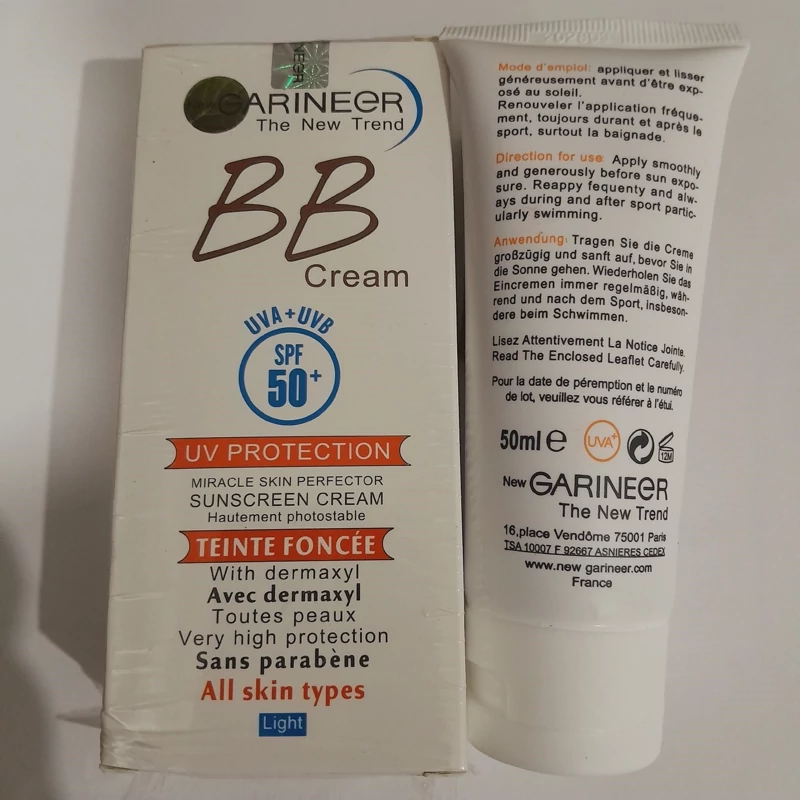 GARINEER
The New Trend
BB
Cream
UVA+UVB
SPF
50+
UV PROTECTION
MIRACLE SKIN PERFECTOR
SUNSCREEN CREAM
Hautement photostable
TEINTE FONCÉE
With dermaxyl
Avec dermaxyl
Toutes peaux
Very high protection
Sans parabène
All skin types
Light
Mode d'emploi: appliquer et lisser
généreusement avant d'être exp-
osé au soleil.
Renouveler l'application fréque-
ment, toujours durant et après le
sport, surtout la baignade.
Direction for use: Apply smoothly
and generously before sun expo-
sure. Reappy fequenty and alw-
ays during and after sport partic-
ularly swimming.
Anwendung: Tragen Sie die Creme
großzügig und sanft auf, bevor Sie in
die Sonne gehen. Wiederholen Sie das
Eincremen immer regelmäßig, wäh-
rend und nach dem Sport, insbeson-
dere beim Schwimmen.
Lisez Attentivement La Notice Jointe.
Read The Enclosed Leaflet Carefully.
Pour la date de péremption et le numéro
de lot, veuillez vous référer à l'étui.
50ml e UVA+ 12M
New GARINEER
The New Trend
16,place Vendôme 75001 Paris
TSA 10007 F 92667 ASNIERES CEDEX
www.new garineer.com
France